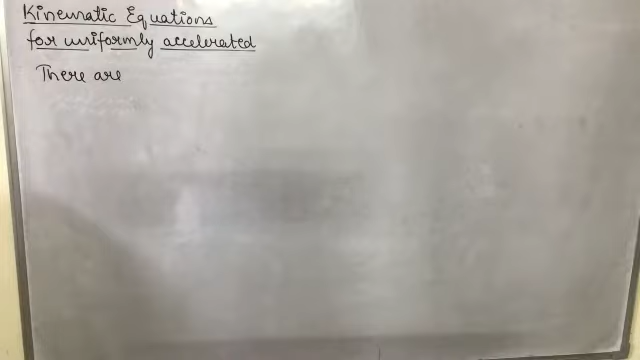 Kinematic Equations
for uniformly accelerated
There are